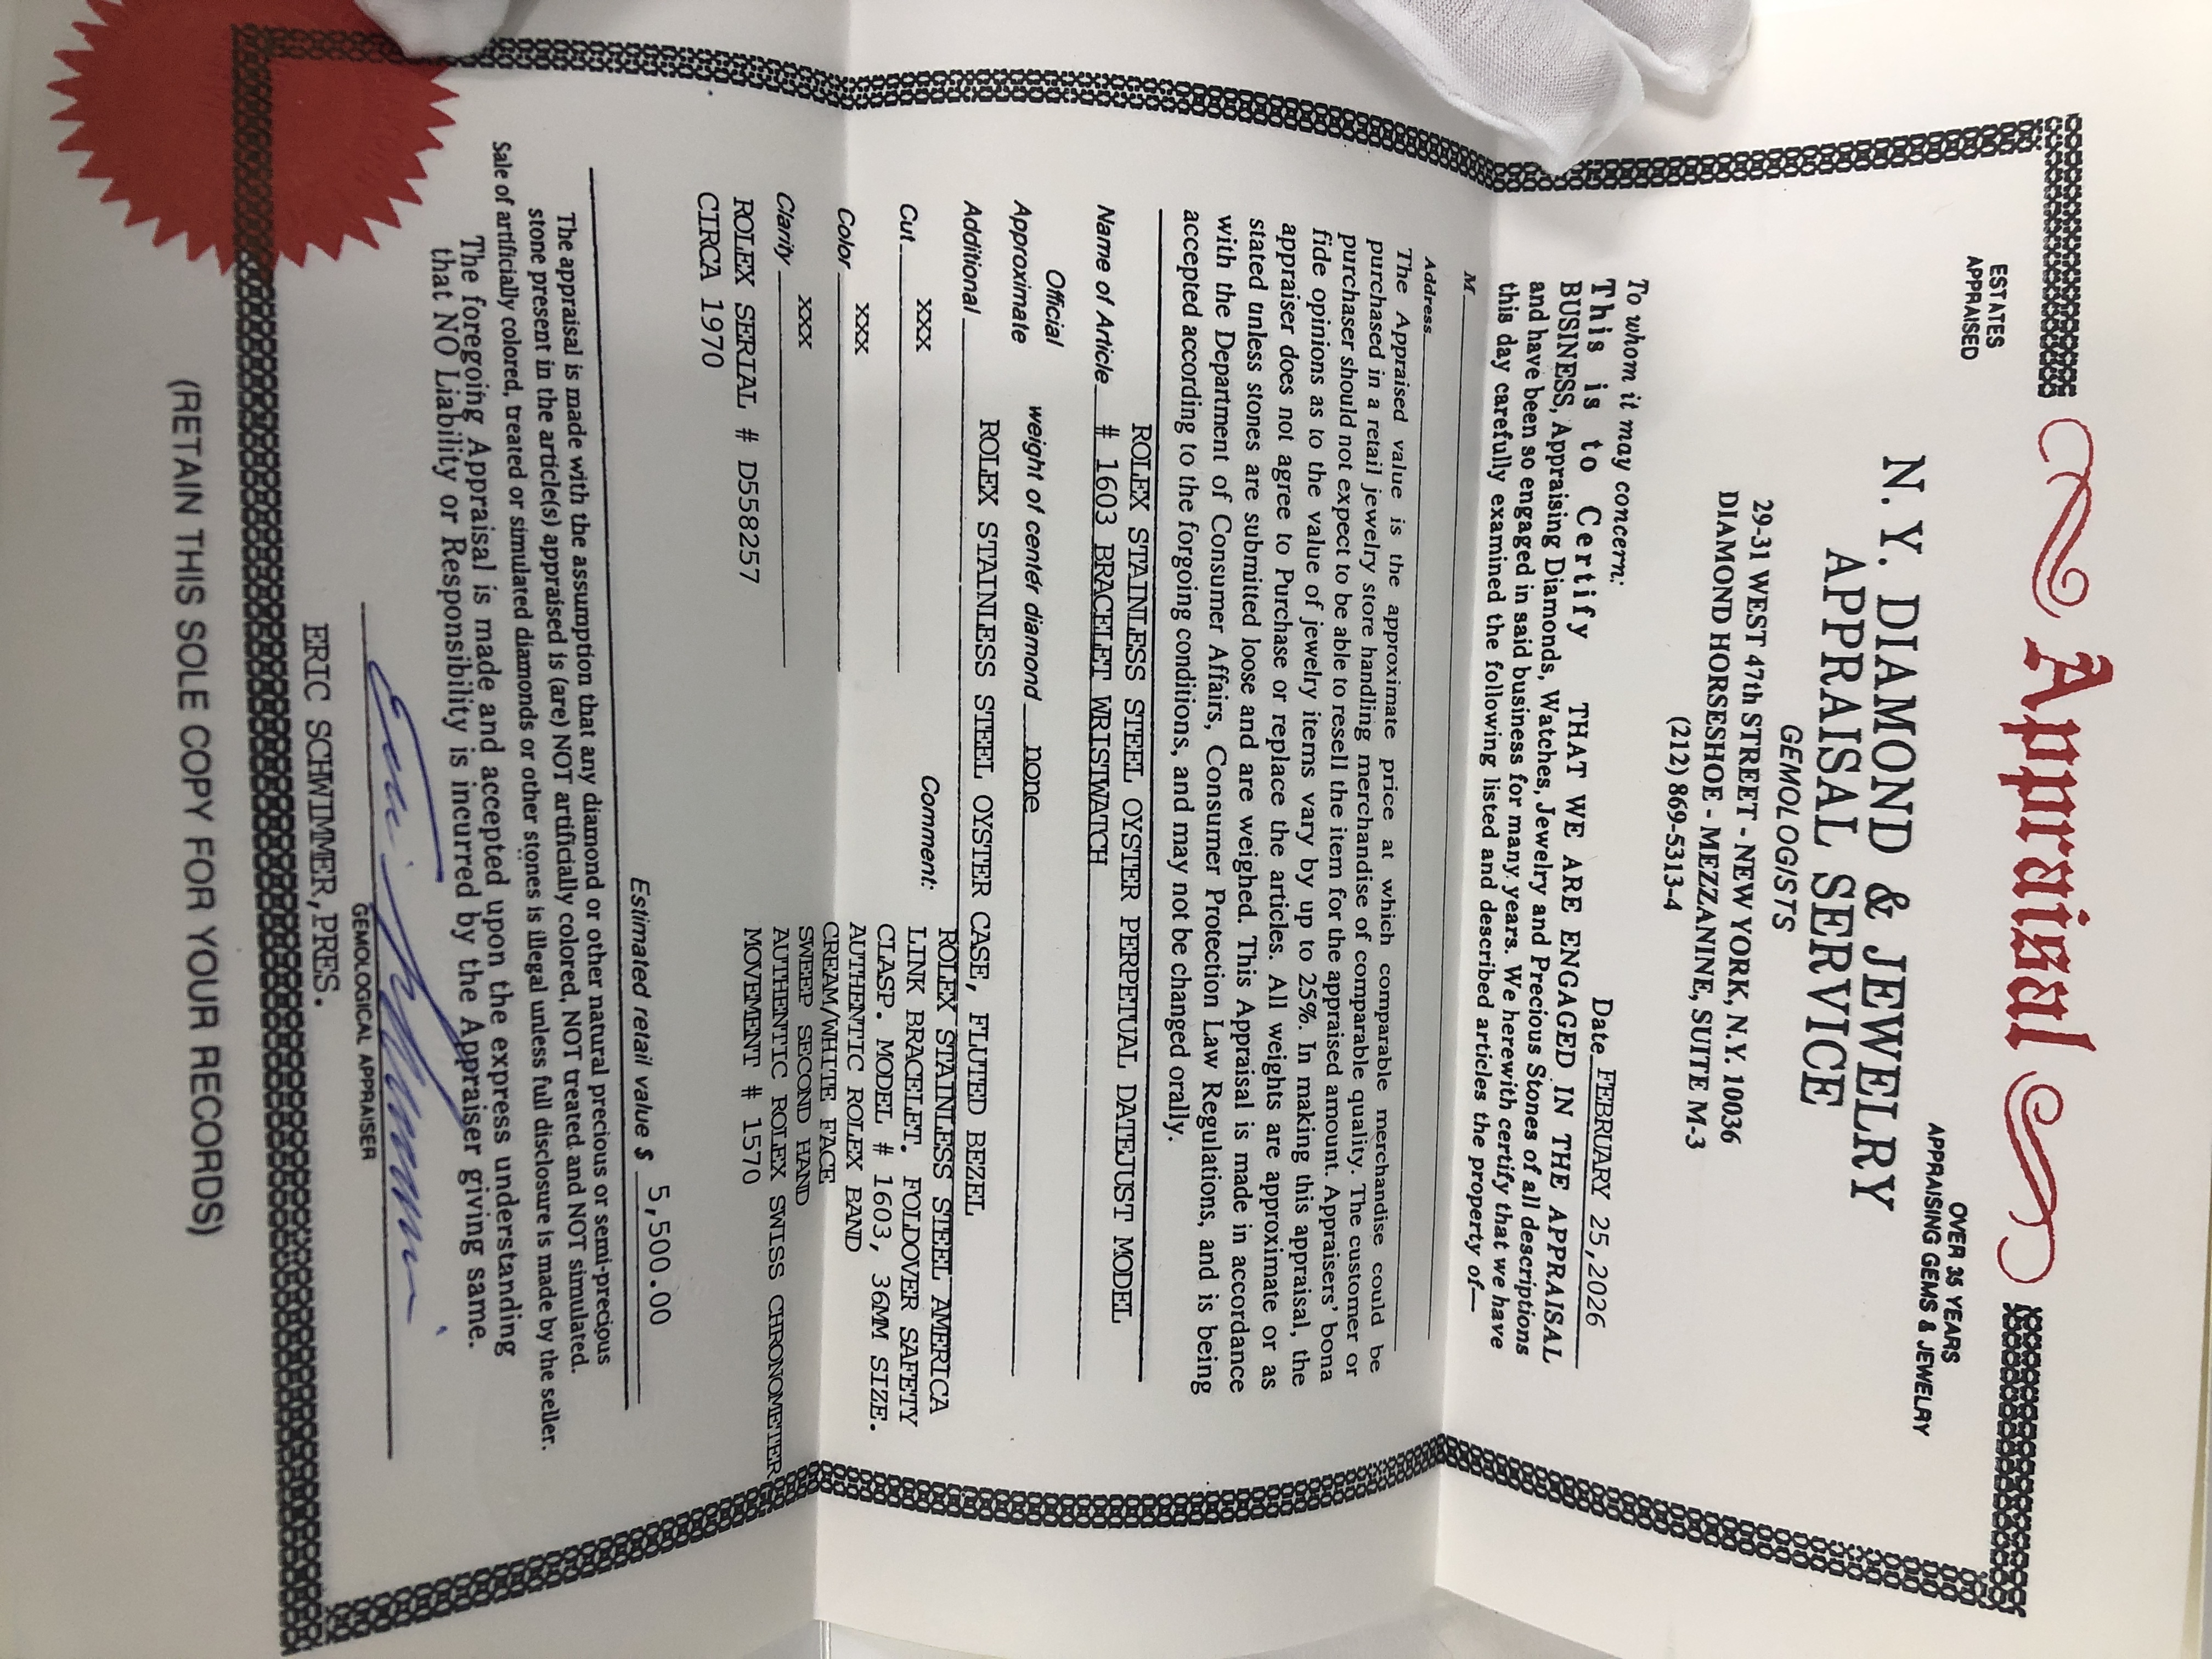 Appraisal
ESTATES
APPRAISED
OVER 35 YEARS
APPRAISING GEMS & JEWELRY
N. Y. DIAMOND & JEWELRY
APPRAISAL SERVICE
GEMOLOGISTS
29-31 WEST 47th STREET - NEW YORK, N.Y. 10036
DIAMOND HORSESHOE - MEZZANINE, SUITE M-3
(212) 869-5313-4
To whom it may concern:
Date FEBRUARY 25,2026
This is to Certify THAT WE ARE ENGAGED IN THE APPRAISAL
BUSINESS, Appraising Diamonds, Watches, Jewelry and Precious Stones of all descriptions
and have been so engaged in said business for many years. We herewith certify that we have
this day carefully examined the following listed and described articles the property of—
M
Address
The Appraised value is the approximate price at which comparable merchandise could be
purchased in a retail jewelry store handling merchandise of comparable quality. The customer or
purchaser should not expect to be able to resell the item for the appraised amount. Appraisers' bona
fide opinions as to the value of jewelry items vary by up to 25%. In making this appraisal, the
appraiser does not agree to Purchase or replace the articles. All weights are approximate or as
stated unless stones are submitted loose and are weighed. This Appraisal is made in accordance
with the Department of Consumer Affairs, Consumer Protection Law Regulations, and is being
accepted according to the forgoing conditions, and may not be changed orally.
ROLEX STAINLESS STEEL OYSTER PERPETUAL DATEJUST MODEL
Name of Article # 1603 BRACELET WRISTWATCH
Official
Approximate weight of center diamond none
Additional ROLEX STAINLESS STEEL OYSTER CASE, FLUTED BEZEL
ROLEX STAINLESS STEEL AMERICA
Cut XXX Comment: LINK BRACELET. FOLDOVER SAFETY
CLASP. MODEL # 1603, 36MM SIZE.
Color XXX AUTHENTIC ROLEX BAND
CREAM/WHITE FACE
Clarity XXX SWEEP SECOND HAND
AUTHENTIC ROLEX SWISS CHRONOMETER
ROLEX SERIAL # D558257 MOVEMENT # 1570
CIRCA 1970
Estimated retail value $ 5,500.00
The appraisal is made with the assumption that any diamond or other natural precious or semi-precious
stone present in the article(s) appraised is (are) NOT artificially colored, NOT treated and NOT simulated.
Sale of artificially colored, treated or simulated diamonds or other stones is illegal unless full disclosure is made by the seller.
The foregoing Appraisal is made and accepted upon the express understanding
that NO Liability or Responsibility is incurred by the Appraiser giving same.
GEMOLOGICAL APPRAISER
ERIC SCHWIMMER,PRES.
(RETAIN THIS SOLE COPY FOR YOUR RECORDS)